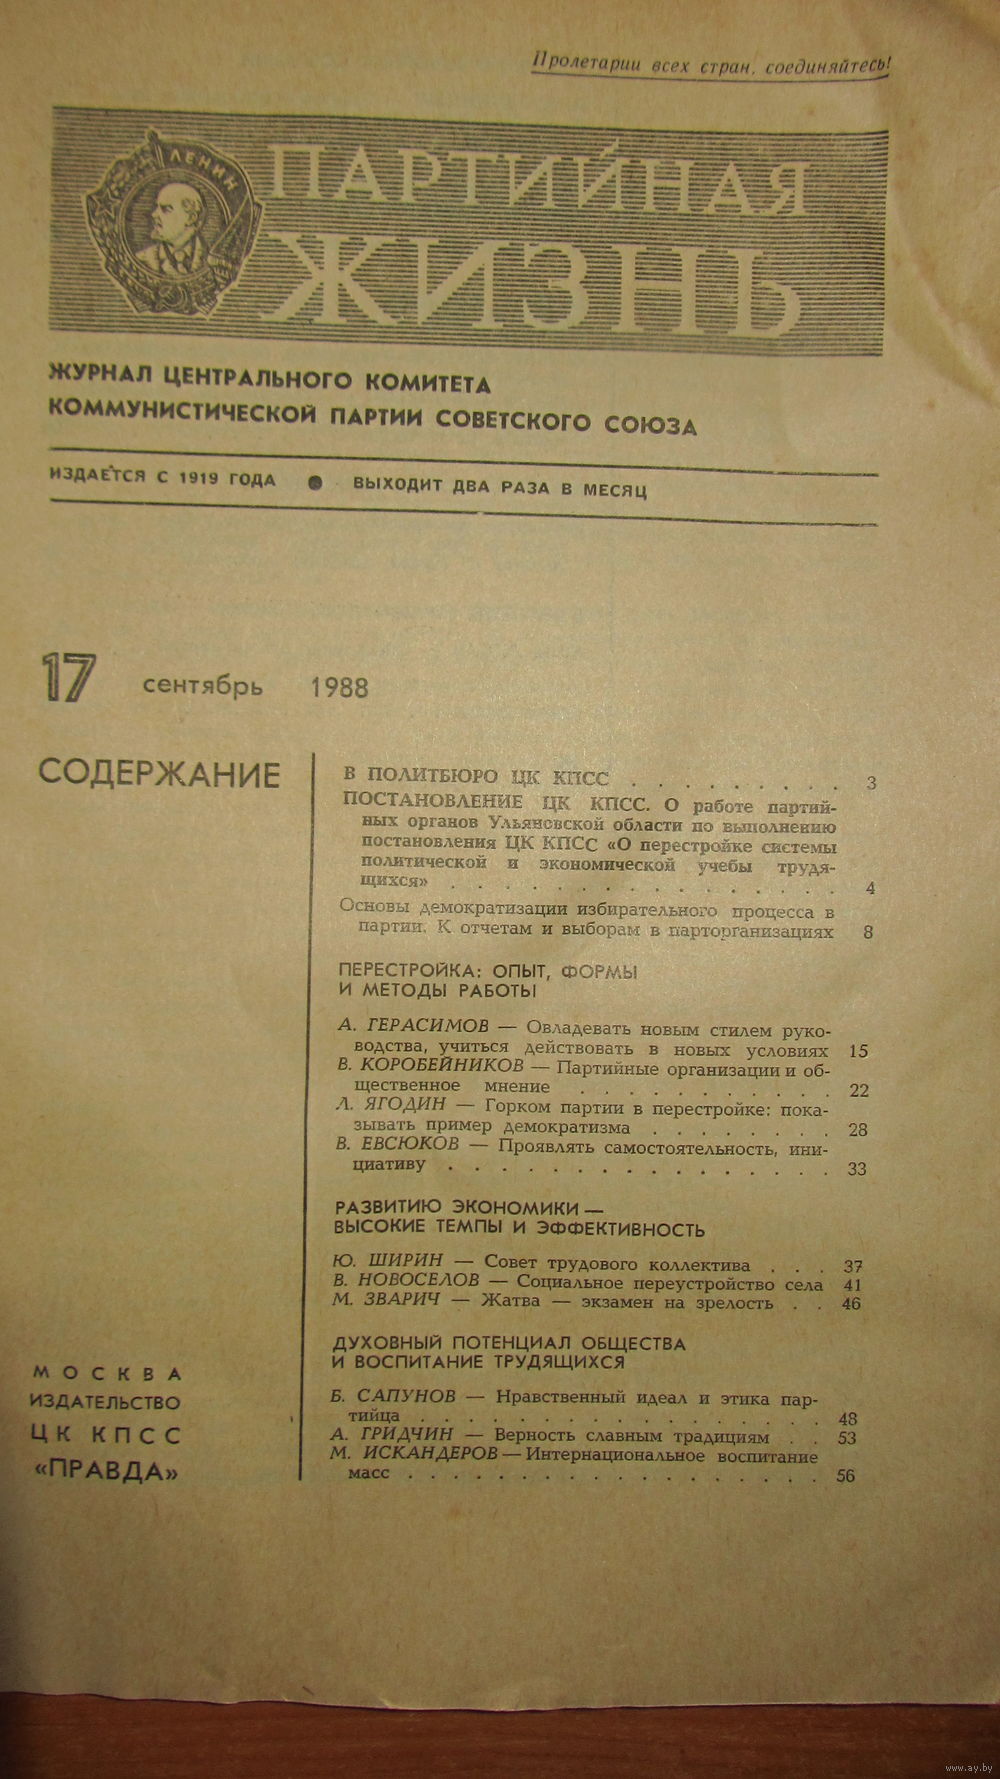 Пролетарии всех стран, соединяйтесь!
ЛЕНИН
ПАРТИЙНАЯ
ЖИЗНЬ
ЖУРНАЛ ЦЕНТРАЛЬНОГО КОМИТЕТА
КОММУНИСТИЧЕСКОЙ ПАРТИИ СОВЕТСКОГО СОЮЗА
ИЗДАЕТСЯ С 1919 ГОДА ● ВЫХОДИТ ДВА РАЗА В МЕСЯЦ
17 сентябрь 1988
СОДЕРЖАНИЕ
В ПОЛИТБЮРО ЦК КПСС . . . . . . . . . 3
ПОСТАНОВЛЕНИЕ ЦК КПСС. О работе партий-
ных органов Ульяновской области по выполнению
постановления ЦК КПСС «О перестройке системы
политической и экономической учебы трудя-
щихся» . . . . . . . . . . . . . . . 4
Основы демократизации избирательного процесса в
партии. К отчетам и выборам в парторганизациях 8
ПЕРЕСТРОЙКА: ОПЫТ, ФОРМЫ
И МЕТОДЫ РАБОТЫ
А. ГЕРАСИМОВ — Овладевать новым стилем руко-
водства, учиться действовать в новых условиях 15
В. КОРОБЕЙНИКОВ — Партийные организации и об-
щественное мнение . . . . . . . . . . . 22
Л. ЯГОДИН — Горком партии в перестройке: пока-
зывать пример демократизма . . . . . . . . 28
В. ЕВСЮКОВ — Проявлять самостоятельность, ини-
циативу . . . . . . . . . . . . . . . 33
РАЗВИТИЮ ЭКОНОМИКИ —
ВЫСОКИЕ ТЕМПЫ И ЭФФЕКТИВНОСТЬ
Ю. ШИРИН — Совет трудового коллектива . . . 37
В. НОВОСЕЛОВ — Социальное переустройство села 41
М. ЗВАРИЧ — Жатва — экзамен на зрелость . . 46
ДУХОВНЫЙ ПОТЕНЦИАЛ ОБЩЕСТВА
И ВОСПИТАНИЕ ТРУДЯЩИХСЯ
Б. САПУНОВ — Нравственный идеал и этика пар-
тийца . . . . . . . . . . . . . . . . 48
А. ГРИДЧИН — Верность славным традициям . . 53
М. ИСКАНДЕРОВ — Интернациональное воспитание
масс . . . . . . . . . . . . . . . . 56
МОСКВА
ИЗДАТЕЛЬСТВО
ЦК КПСС
«ПРАВДА»
www.ay.by